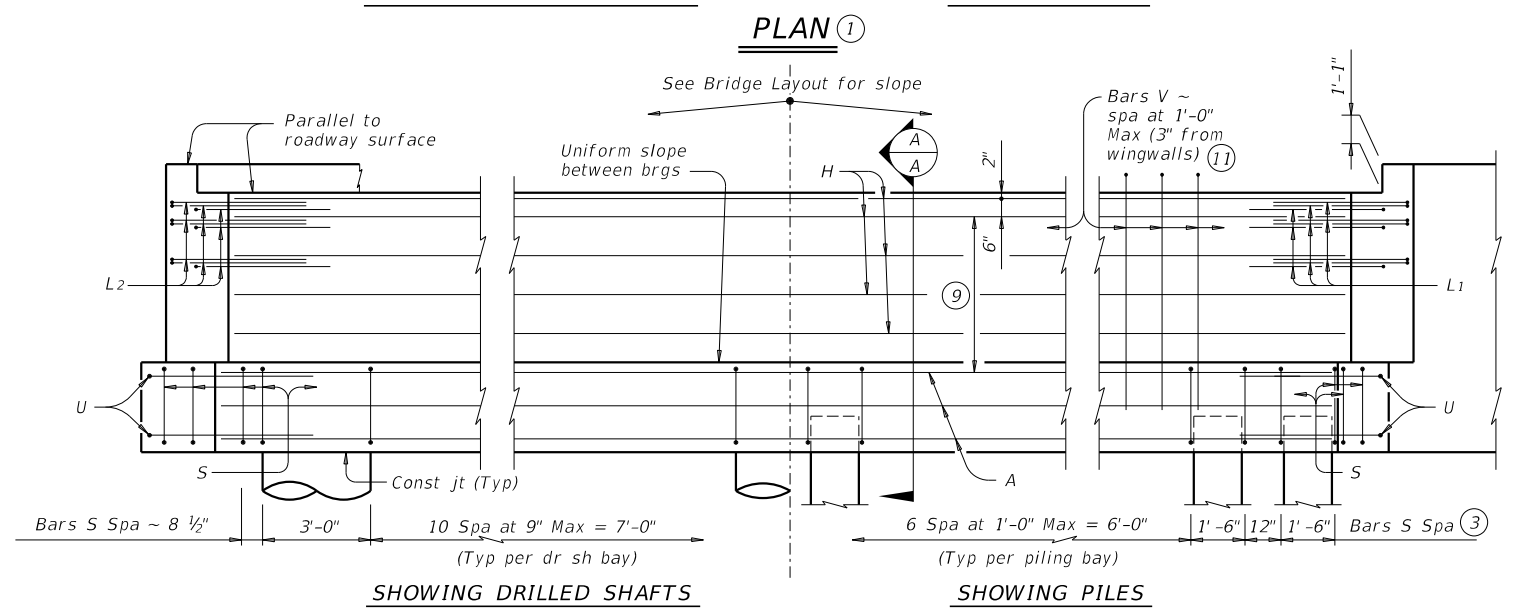 PLAN 1
See Bridge Layout for slope
1'-1"
Bars V ~
spa at 1'-0"
Max (3" from
wingwalls) 11
Parallel to
roadway surface
Uniform slope
between brgs
H
A
A
2"
6"
9
L2
L1
U
U
S
Const jt (Typ)
A
S
Bars S Spa ~ 8 ½"
3'-0"
10 Spa at 9" Max = 7'-0"
(Typ per dr sh bay)
6 Spa at 1'-0" Max = 6'-0"
(Typ per piling bay)
1'-6"
12"
1'-6"
Bars S Spa 3
SHOWING DRILLED SHAFTS
SHOWING PILES